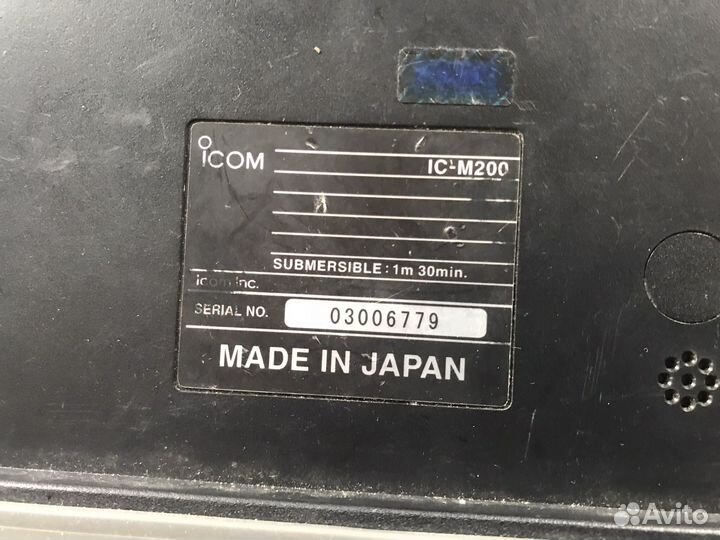 ICOM
IC-M200
SUBMERSIBLE: 1m 30min.
icom inc.
SERIAL NO. 03006779
MADE IN JAPAN
Avito